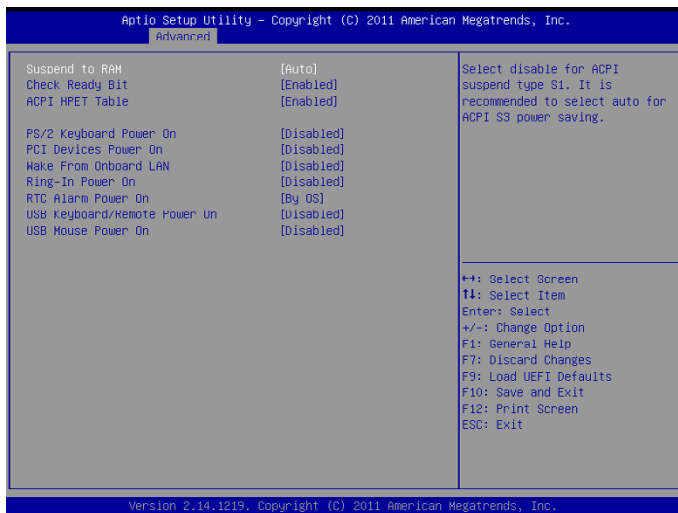 Aptio Setup Utility – Copyright (C) 2011 American Megatrends, Inc.
Advanced
Suspend to RAM [Auto]
Check Ready Bit [Enabled]
ACPI HPET Table [Enabled]
PS/2 Keyboard Power On [Disabled]
PCI Devices Power On [Disabled]
Wake From Onboard LAN [Disabled]
Ring-In Power On [Disabled]
RTC Alarm Power On [By OS]
USB Keyboard/Remote Power On [Disabled]
USB Mouse Power On [Disabled]
Select disable for ACPI
suspend type S1. It is
recommended to select auto for
ACPI S3 power saving.
↔: Select Screen
↑↓: Select Item
Enter: Select
+/-: Change Option
F1: General Help
F7: Discard Changes
F9: Load UEFI Defaults
F10: Save and Exit
F12: Print Screen
ESC: Exit
Version 2.14.1219. Copyright (C) 2011 American Megatrends, Inc.